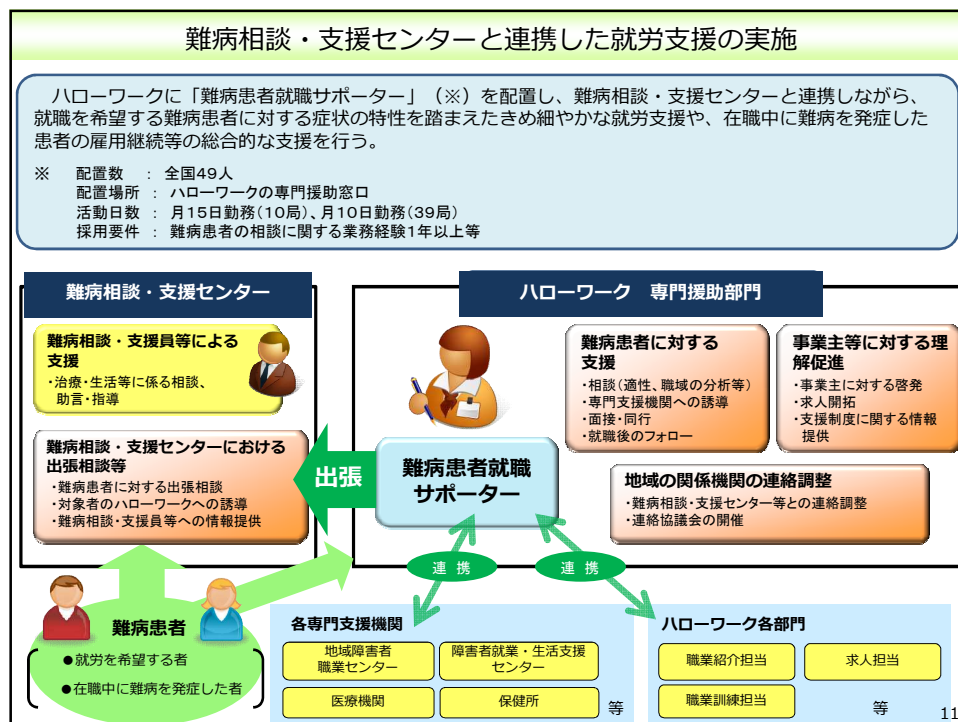 難病相談・支援センターと連携した就労支援の実施
ハローワークに「難病患者就職サポーター」（※）を配置し、難病相談・支援センターと連携しながら、
就職を希望する難病患者に対する症状の特性を踏まえたきめ細やかな就労支援や、在職中に難病を発症した
患者の雇用継続等の総合的な支援を行う。
※ 配置数 ： 全国49人
配置場所 ： ハローワークの専門援助窓口
活動日数 ： 月15日勤務(10局)、月10日勤務(39局)
採用要件 ： 難病患者の相談に関する業務経験1年以上等
難病相談・支援センター
難病相談・支援員等による
支援
・治療・生活等に係る相談、
助言・指導
難病相談・支援センターにおける
出張相談等
・難病患者に対する出張相談
・対象者のハローワークへの誘導
・難病相談・支援員等への情報提供
出張
ハローワーク 専門援助部門
難病患者就職
サポーター
難病患者に対する
支援
・相談(適性、職域の分析等)
・専門支援機関への誘導
・面接・同行
・就職後のフォロー
事業主等に対する理
解促進
・事業主に対する啓発
・求人開拓
・支援制度に関する情報
提供
地域の関係機関の連絡調整
・難病相談・支援センター等との連絡調整
・連絡協議会の開催
連 携
連 携
難病患者
●就労を希望する者
●在職中に難病を発症した者
各専門支援機関
地域障害者
職業センター
障害者就業・生活支援
センター
医療機関
保健所
等
ハローワーク各部門
職業紹介担当
求人担当
職業訓練担当
等
11